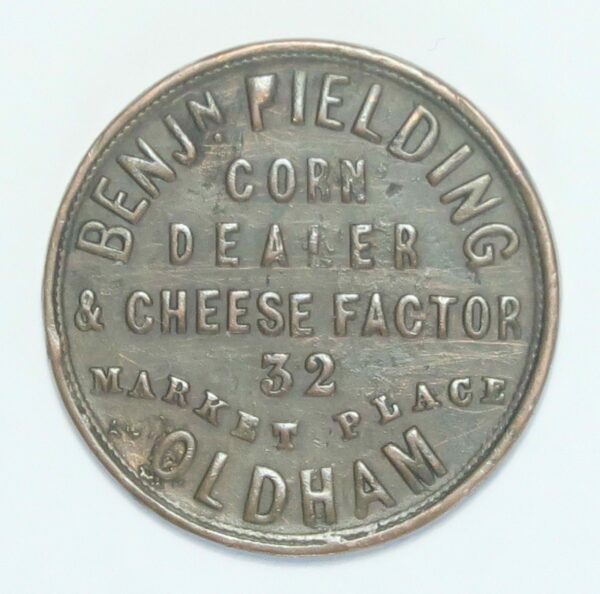 BENJN. FIELDING
CORN
DEALER
& CHEESE FACTOR
32
MARKET PLACE
OLDHAM